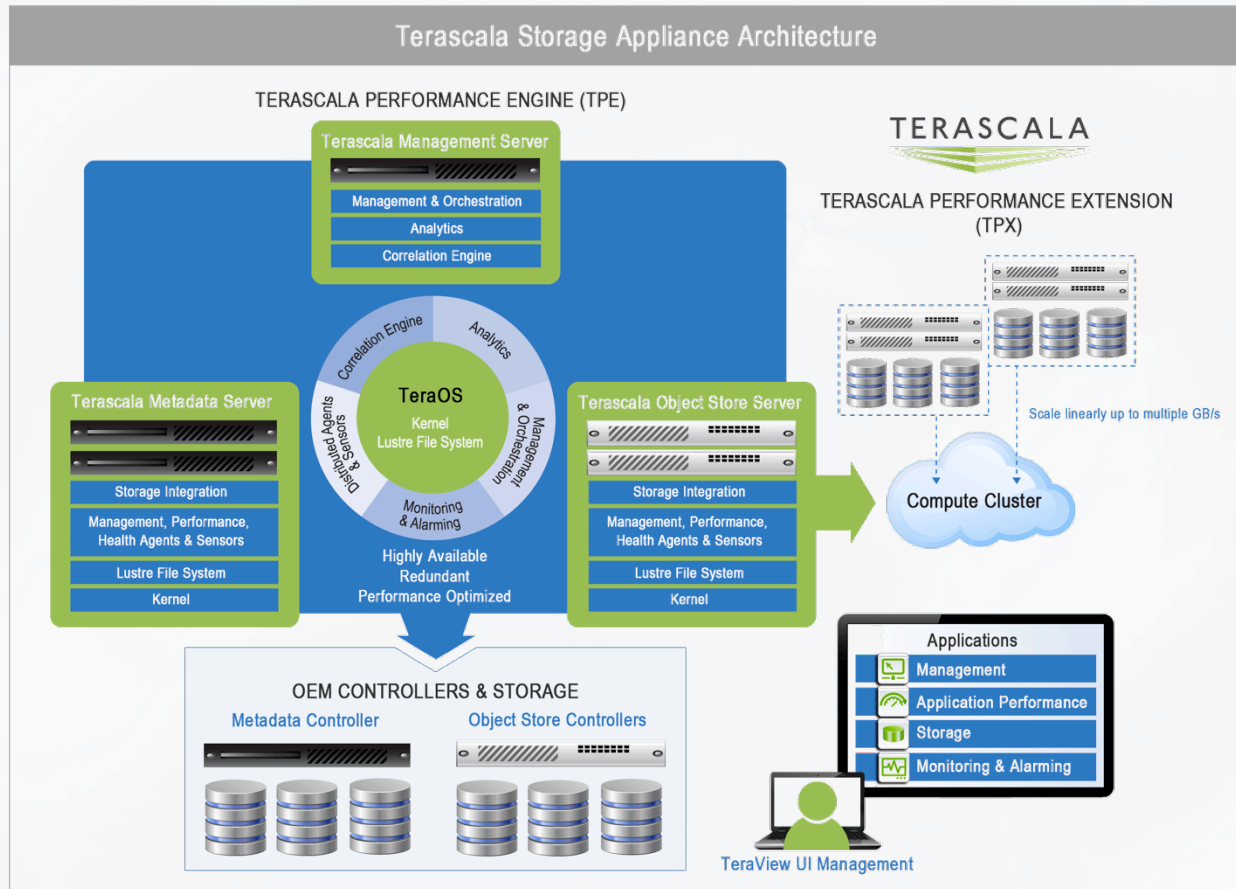 Terascala Storage Appliance Architecture
TERASCALA PERFORMANCE ENGINE (TPE)
Terascala Management Server
Management & Orchestration
Analytics
Correlation Engine
Correlation Engine
Analytics
Management
& Orchestration
Monitoring
& Alarming
Distributed Agents
& Sensors
TeraOS
Kernel
Lustre File System
Highly Available
Redundant
Performance Optimized
Terascala Metadata Server
Storage Integration
Management, Performance,
Health Agents & Sensors
Lustre File System
Kernel
Terascala Object Store Server
Storage Integration
Management, Performance,
Health Agents & Sensors
Lustre File System
Kernel
OEM CONTROLLERS & STORAGE
Metadata Controller
Object Store Controllers
TERASCALA
TERASCALA PERFORMANCE EXTENSION
(TPX)
Scale linearly up to multiple GB/s
Compute Cluster
Applications
Management
Application Performance
Storage
Monitoring & Alarming
TeraView UI Management